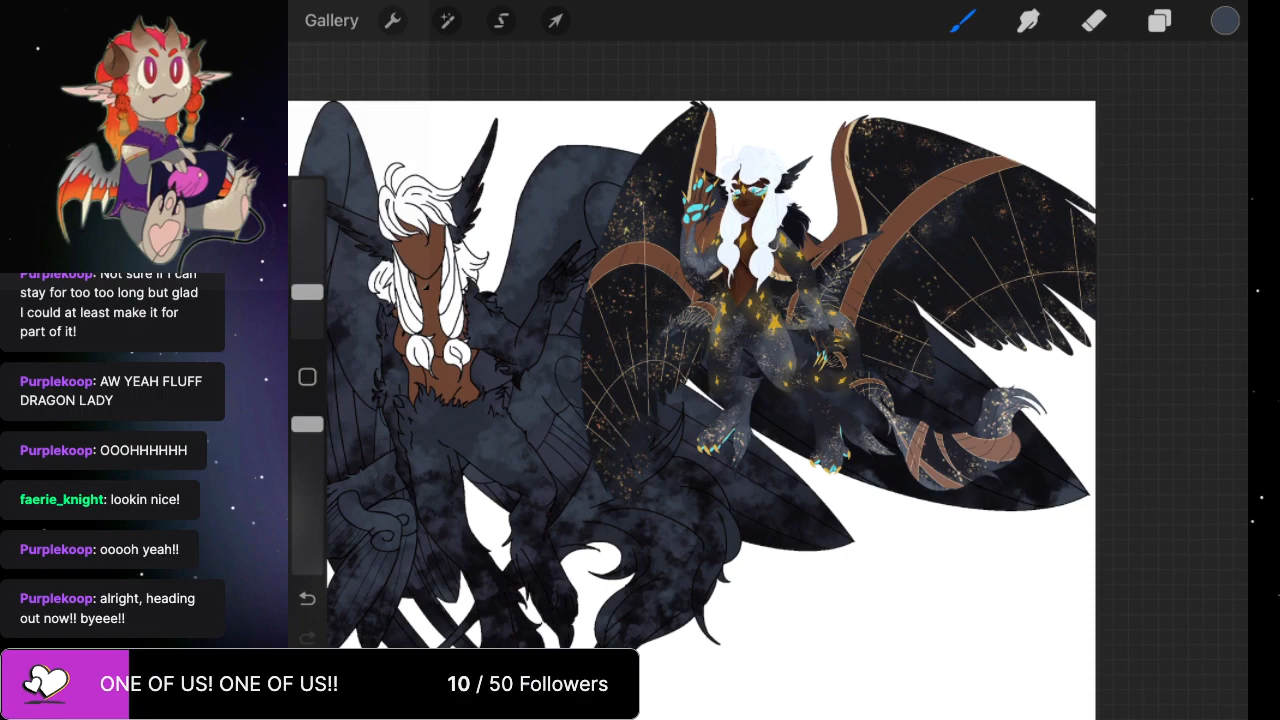 Gallery
Purplekoop: Not sure if I can
stay for too too long but glad
I could at least make it for
part of it!
Purplekoop: AW YEAH FLUFF
DRAGON LADY
Purplekoop: OOOHHHHHH
faerie_knight: lookin nice!
Purplekoop: ooooh yeah!!
Purplekoop: alright, heading
out now!! byeee!!
ONE OF US! ONE OF US!! 10 / 50 Followers